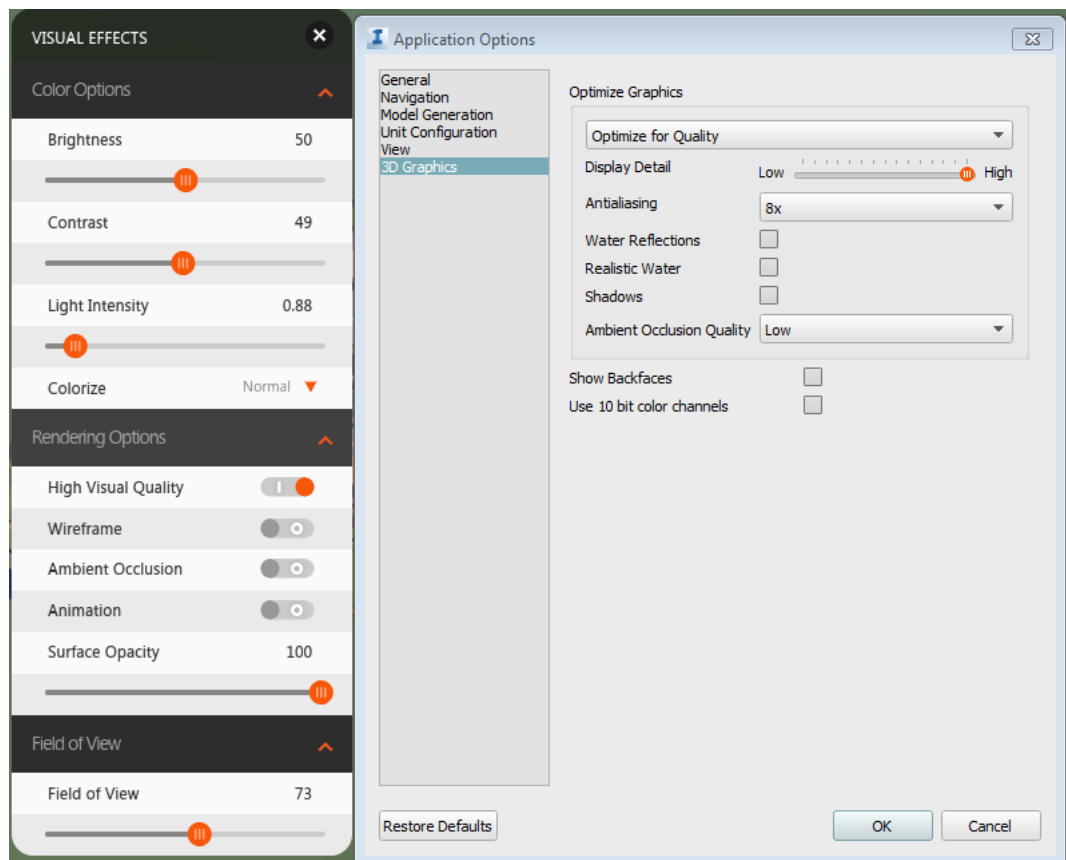 VISUAL EFFECTS
Color Options
Brightness 50
Contrast 49
Light Intensity 0.88
Colorize Normal
Rendering Options
High Visual Quality
Wireframe
Ambient Occlusion
Animation
Surface Opacity 100
Field of View
Field of View 73
Application Options
General
Navigation
Model Generation
Unit Configuration
View
3D Graphics
Optimize Graphics
Optimize for Quality
Display Detail Low High
Antialiasing 8x
Water Reflections
Realistic Water
Shadows
Ambient Occlusion Quality Low
Show Backfaces
Use 10 bit color channels
Restore Defaults OK Cancel